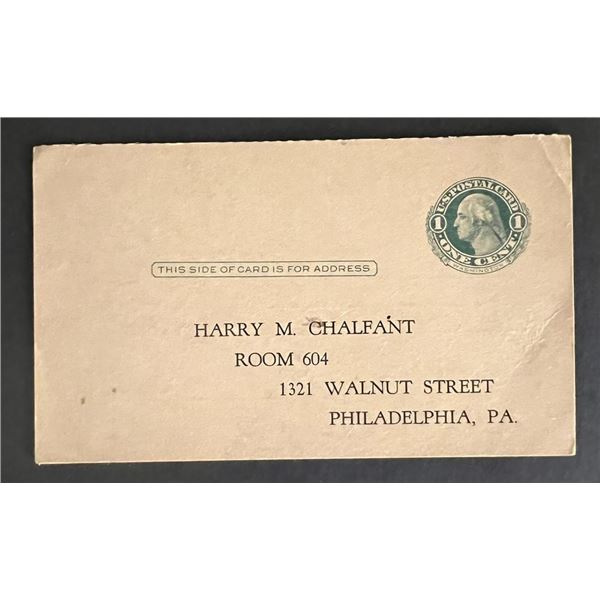 U.S. POSTAL CARD
1 1
ONE CENT
WASHINGTON
THIS SIDE OF CARD IS FOR ADDRESS
HARRY M. CHALFANT
ROOM 604
1321 WALNUT STREET
PHILADELPHIA, PA.